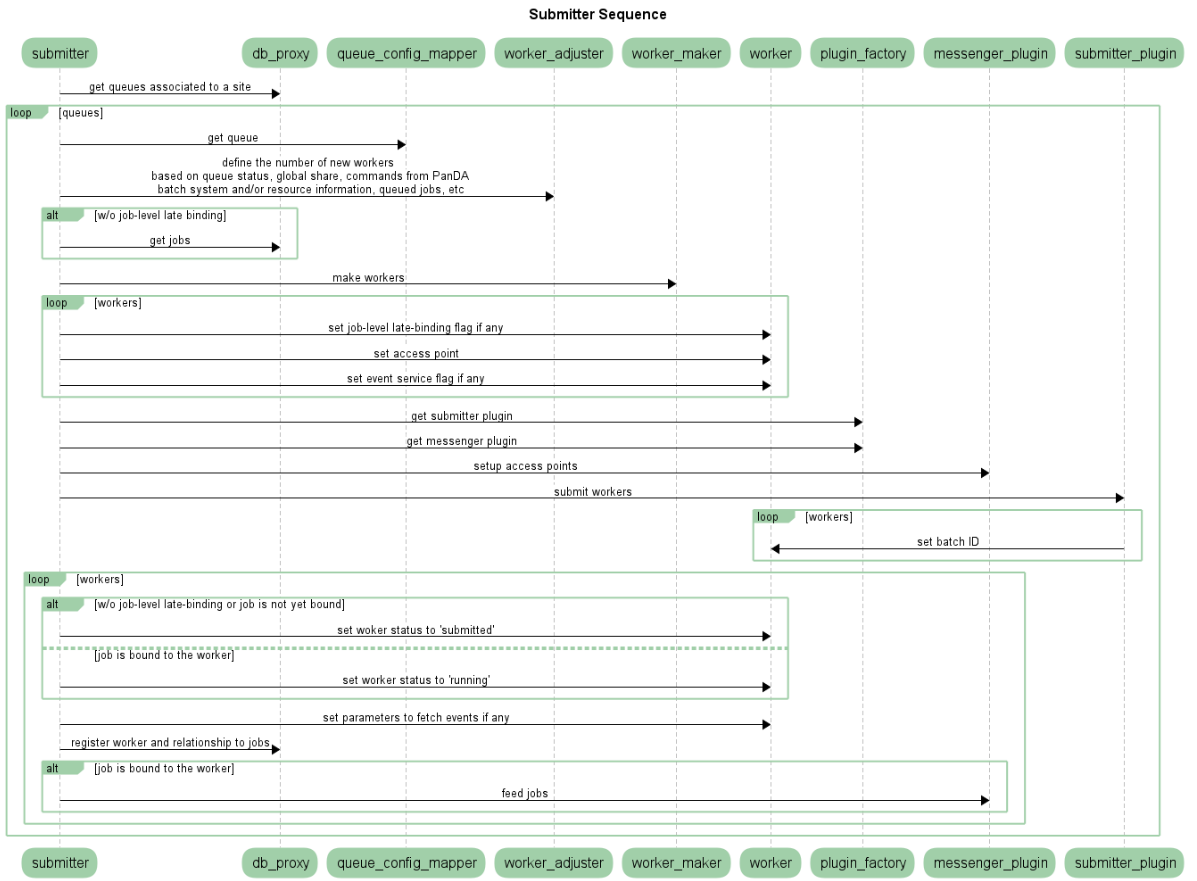 Submitter Sequence
submitter db_proxy queue_config_mapper worker_adjuster worker_maker worker plugin_factory messenger_plugin submitter_plugin
get queues associated to a site
loop [queues]
get queue
define the number of new workers
based on queue status, global share, commands from PanDA
batch system and/or resource information, queued jobs, etc
alt [w/o job-level late binding]
get jobs
make workers
loop [workers]
set job-level late-binding flag if any
set access point
set event service flag if any
get submitter plugin
get messenger plugin
setup access points
submit workers
loop [workers]
set batch ID
loop [workers]
alt [w/o job-level late-binding or job is not yet bound]
set woker status to 'submitted'
[job is bound to the worker]
set worker status to 'running'
set parameters to fetch events if any
register worker and relationship to jobs
alt [job is bound to the worker]
feed jobs
submitter db_proxy queue_config_mapper worker_adjuster worker_maker worker plugin_factory messenger_plugin submitter_plugin